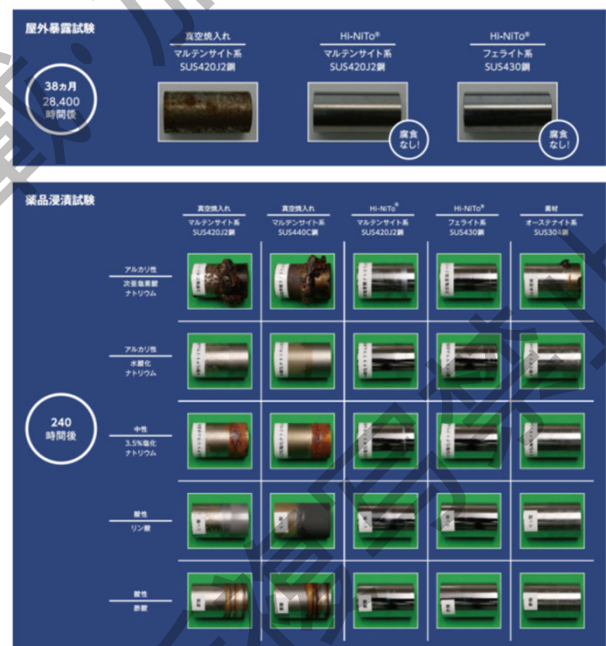 屋外暴露試験
38ヵ月
28,400
時間後
真空焼入れ
マルテンサイト系
SUS420J2鋼
Hi-NiTo®
マルテンサイト系
SUS420J2鋼
腐食
なし!
Hi-NiTo®
フェライト系
SUS430鋼
腐食
なし!
薬品浸漬試験
真空焼入れ
マルテンサイト系
SUS420J2鋼
真空焼入れ
マルテンサイト系
SUS440C鋼
Hi-NiTo®
マルテンサイト系
SUS420J2鋼
Hi-NiTo®
フェライト系
SUS430鋼
素材
オーステナイト系
SUS304鋼
240
時間後
アルカリ性
次亜塩素酸
ナトリウム
アルカリ性
水酸化
ナトリウム
中性
3.5%塩化
ナトリウム
酸性
リン酸
酸性
酢酸